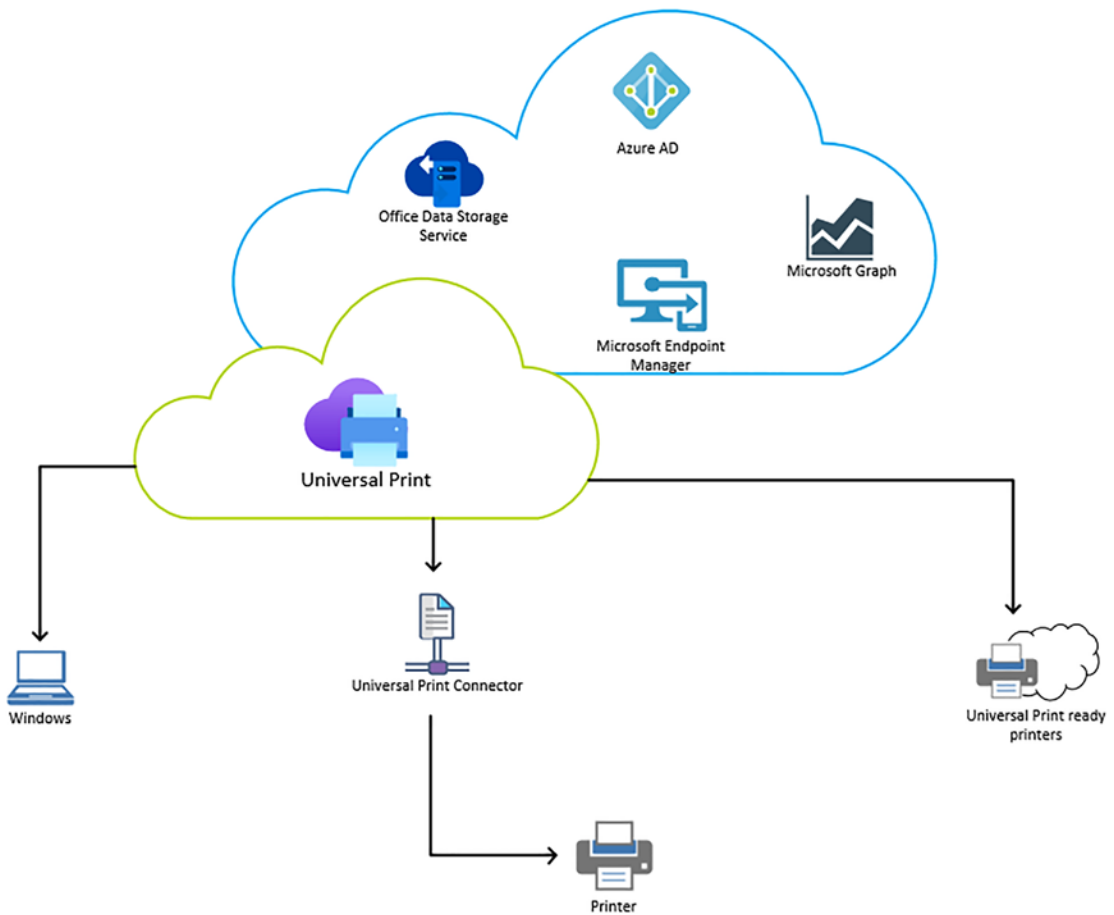 Azure AD
Office Data Storage
Service
Microsoft Graph
Microsoft Endpoint
Manager
Universal Print
Windows
Universal Print Connector
Universal Print ready
printers
Printer